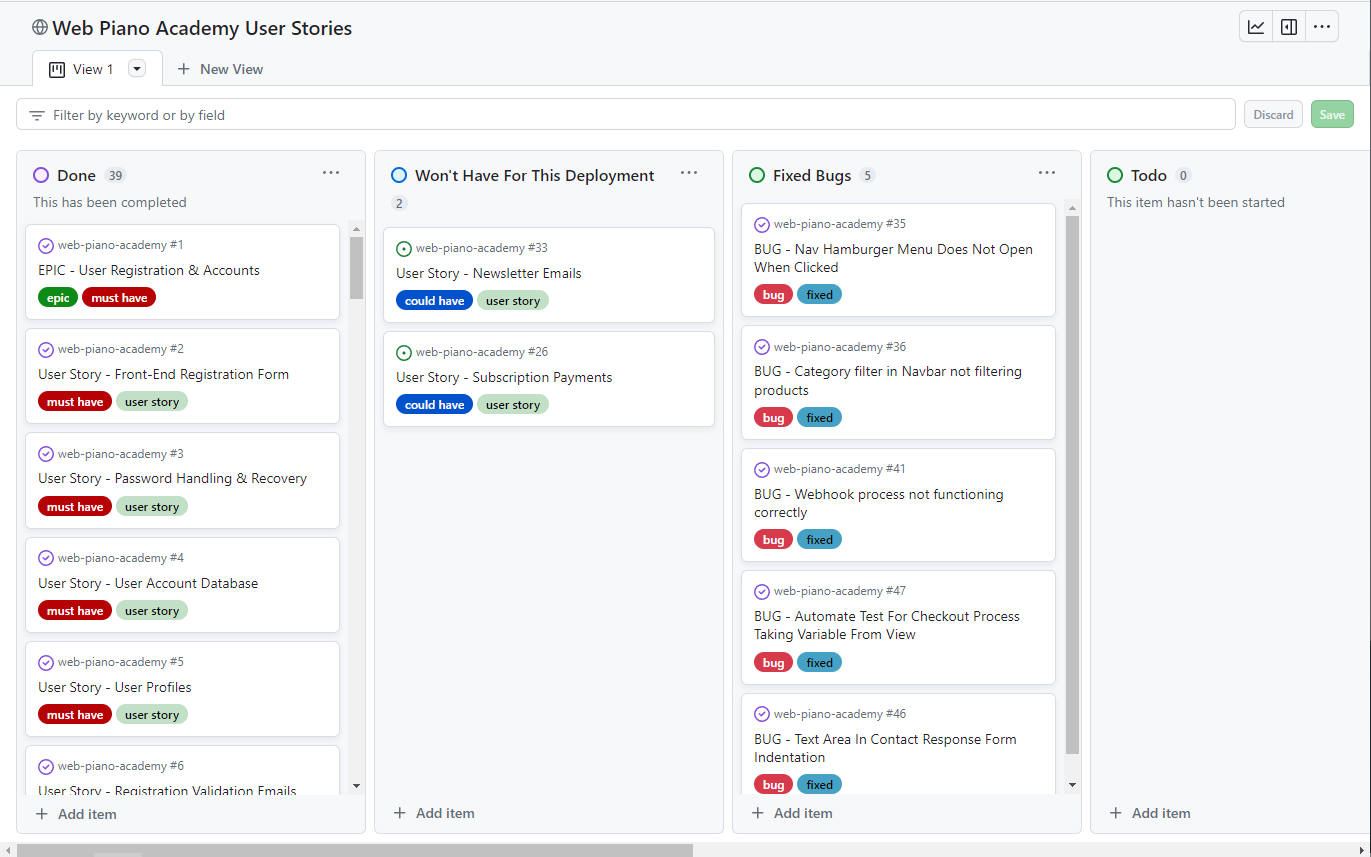 Web Piano Academy User Stories
View 1
New View
Filter by keyword or by field
Discard
Save
Done 39
This has been completed
web-piano-academy #1
EPIC - User Registration & Accounts
epic must have
web-piano-academy #2
User Story - Front-End Registration Form
must have user story
web-piano-academy #3
User Story - Password Handling & Recovery
must have user story
web-piano-academy #4
User Story - User Account Database
must have user story
web-piano-academy #5
User Story - User Profiles
must have user story
web-piano-academy #6
User Story - Registration Validation Emails
Add item
Won't Have For This Deployment
2
web-piano-academy #33
User Story - Newsletter Emails
could have user story
web-piano-academy #26
User Story - Subscription Payments
could have user story
Add item
Fixed Bugs 5
web-piano-academy #35
BUG - Nav Hamburger Menu Does Not Open
When Clicked
bug fixed
web-piano-academy #36
BUG - Category filter in Navbar not filtering
products
bug fixed
web-piano-academy #41
BUG - Webhook process not functioning
correctly
bug fixed
web-piano-academy #47
BUG - Automate Test For Checkout Process
Taking Variable From View
bug fixed
web-piano-academy #46
BUG - Text Area In Contact Response Form
Indentation
bug fixed
Add item
Todo 0
This item hasn't been started
Add item